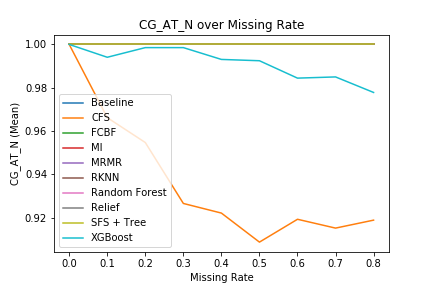 CG_AT_N over Missing Rate
1.00
0.98
0.96
0.94
0.92
CG_AT_N (Mean)
Baseline
CFS
FCBF
MI
MRMR
RKNN
Random Forest
Relief
SFS + Tree
XGBoost
0.0 0.1 0.2 0.3 0.4 0.5 0.6 0.7 0.8
Missing Rate